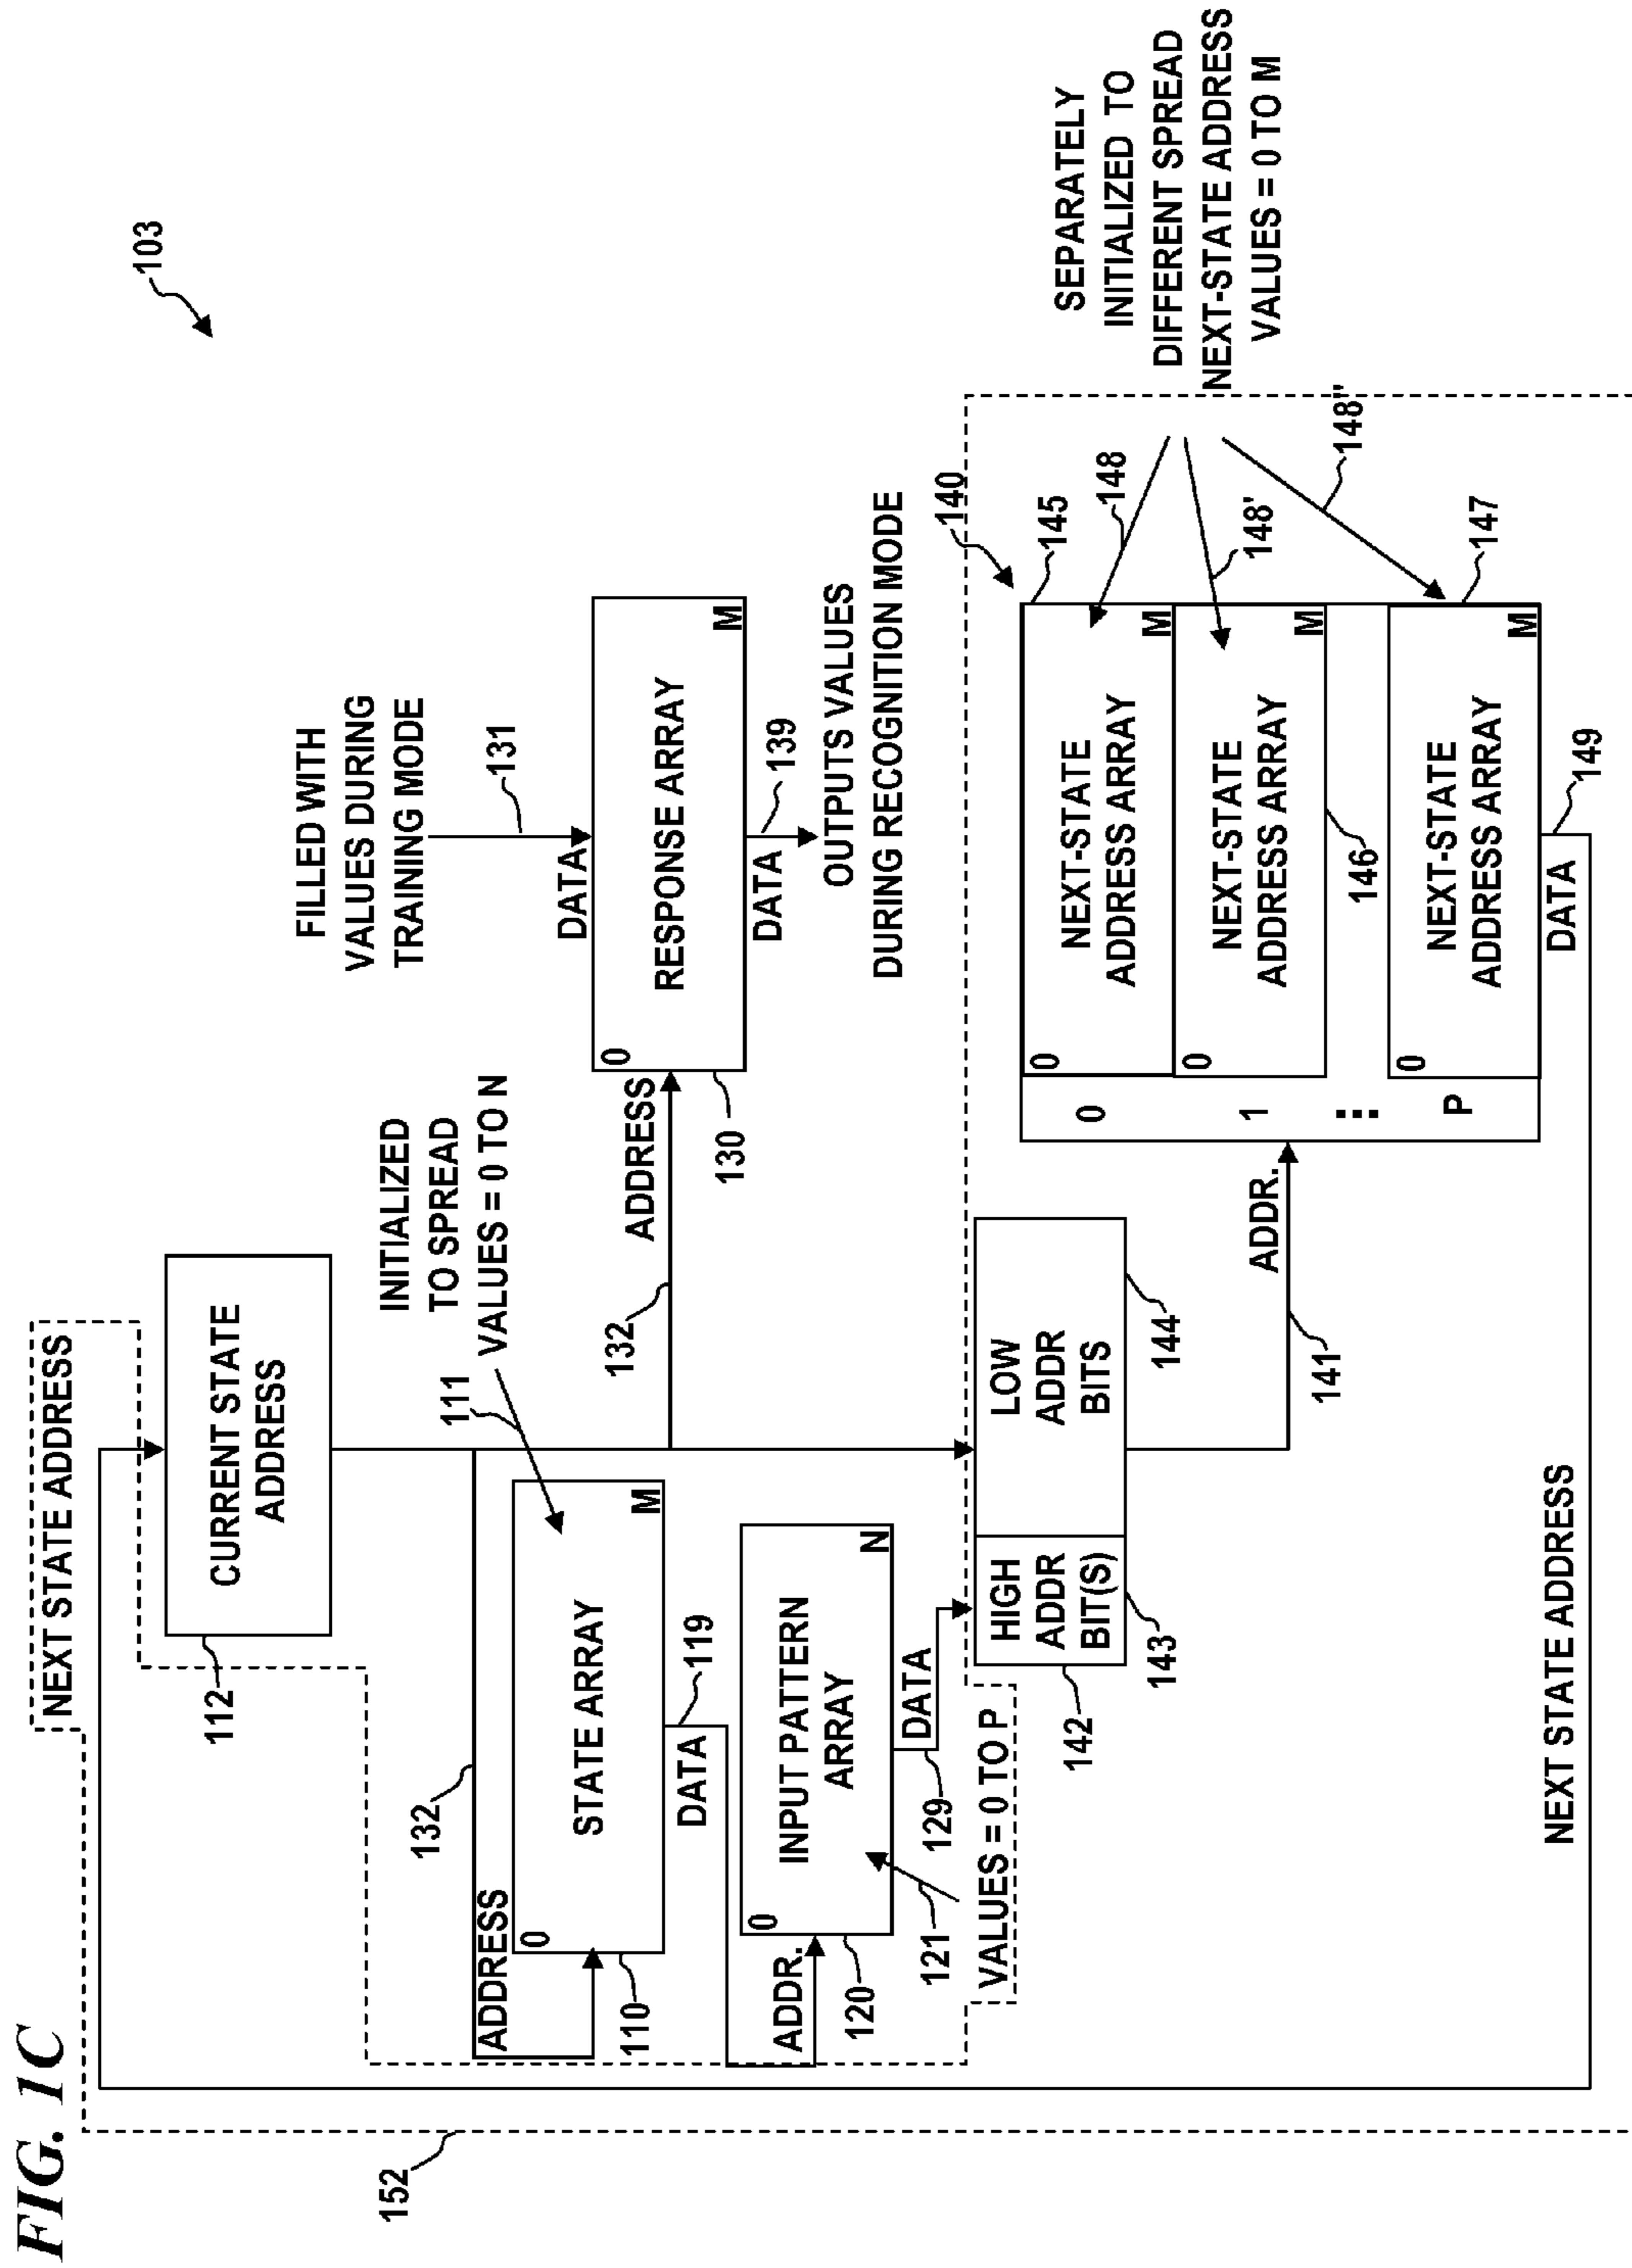 FIG. 1C
103
152
NEXT STATE ADDRESS
112
CURRENT STATE
ADDRESS
INITIALIZED
TO SPREAD
VALUES = 0 TO N
111
132
ADDRESS
0
STATE ARRAY
M
110
DATA
119
ADDR.
0
INPUT PATTERN
ARRAY
N
120
121
DATA
129
VALUES = 0 TO P
132
ADDRESS
FILLED WITH
VALUES DURING
TRAINING MODE
131
DATA
0
RESPONSE ARRAY
M
130
DATA
139
OUTPUTS VALUES
DURING RECOGNITION MODE
HIGH
ADDR
BIT(S)
LOW
ADDR
BITS
142
143
144
ADDR.
141
140
145
0
0
NEXT-STATE
ADDRESS ARRAY
M
148
1
0
NEXT-STATE
ADDRESS ARRAY
M
146
148'
⋮
P
0
NEXT-STATE
ADDRESS ARRAY
M
147
148"
DATA
149
SEPARATELY
INITIALIZED TO
DIFFERENT SPREAD
NEXT-STATE ADDRESS
VALUES = 0 TO M
NEXT STATE ADDRESS